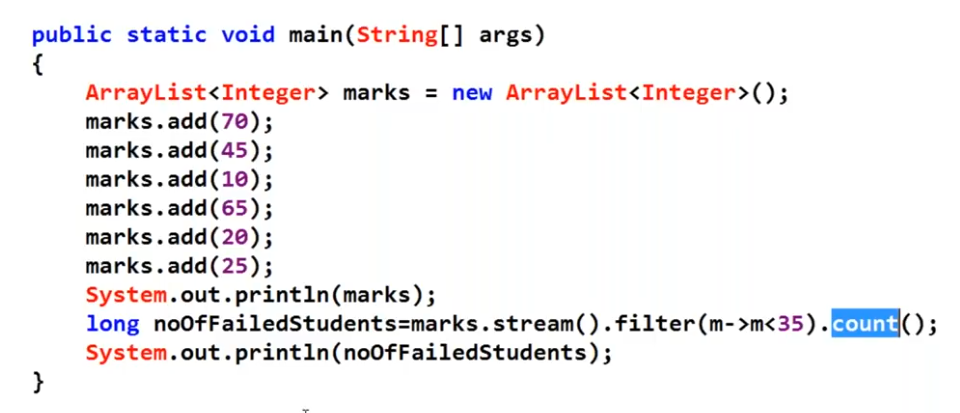 public static void main(String[] args)
{
ArrayList<Integer> marks = new ArrayList<Integer>();
marks.add(70);
marks.add(45);
marks.add(10);
marks.add(65);
marks.add(20);
marks.add(25);
System.out.println(marks);
long noOfFailedStudents=marks.stream().filter(m->m<35).count();
System.out.println(noOfFailedStudents);
}